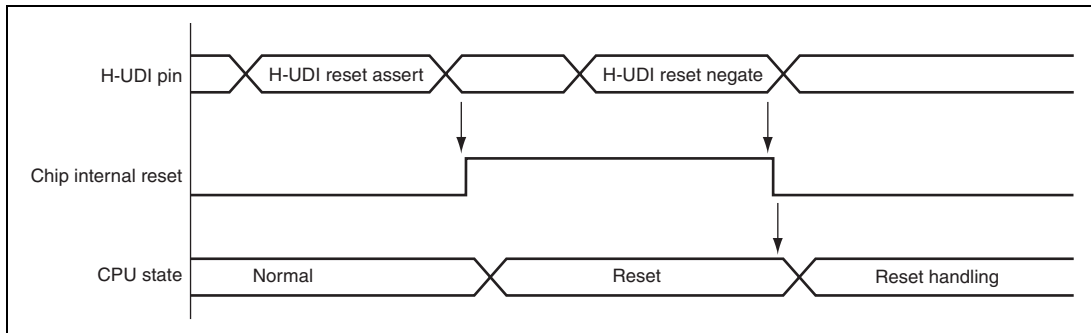 H-UDI pin
H-UDI reset assert
H-UDI reset negate
Chip internal reset
CPU state
Normal
Reset
Reset handling